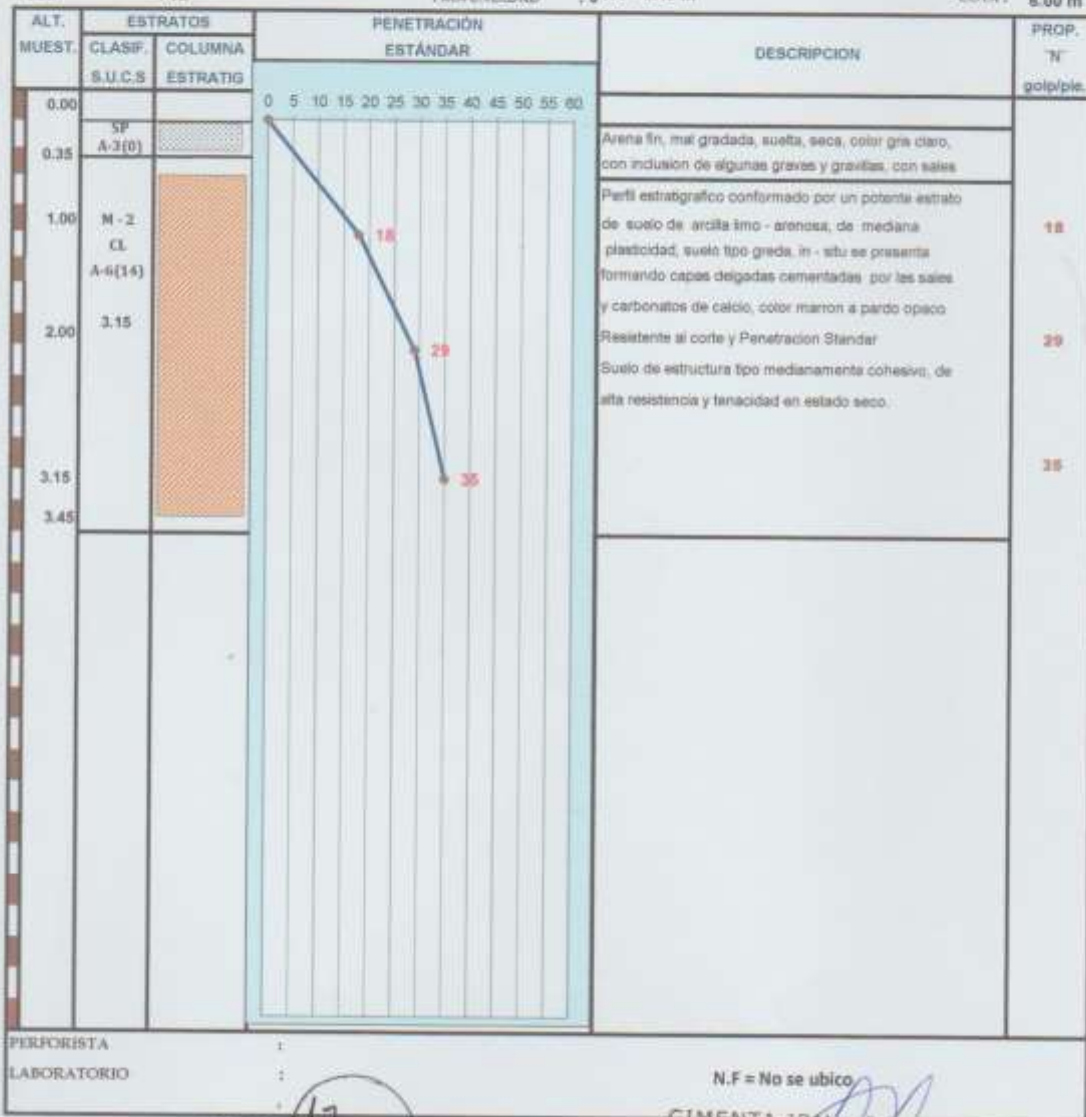 6.00 m
ALT.
MUEST.
ESTRATOS
CLASIF.
S.U.C.S
COLUMNA
ESTRATIG
PENETRACIÓN
ESTÁNDAR
DESCRIPCION
PROP.
"N"
golp/pie.
0 5 10 15 20 25 30 35 40 45 50 55 60
0.00
0.35
1.00
2.00
3.15
3.45
SP
A-3(0)
M - 2
CL
A-6(14)
3.15
18
29
35
Arena fin, mal gradada, suelta, seca, color gris claro,
con inclusion de algunas gravas y gravillas, con sales
Perfil estratigrafico conformado por un potente estrato
de suelo de arcilla limo - arenosa, de mediana
plasticidad, suelo tipo greda, in - situ se presenta
formando capas delgadas cementadas por las sales
y carbonatos de calcio, color marron a pardo opaco
Resistente al corte y Penetracion Standar
Suelo de estructura tipo medianamente cohesivo, de
alta resistencia y tenacidad en estado seco.
18
29
35
PERFORISTA :
LABORATORIO :
N.F = No se ubico